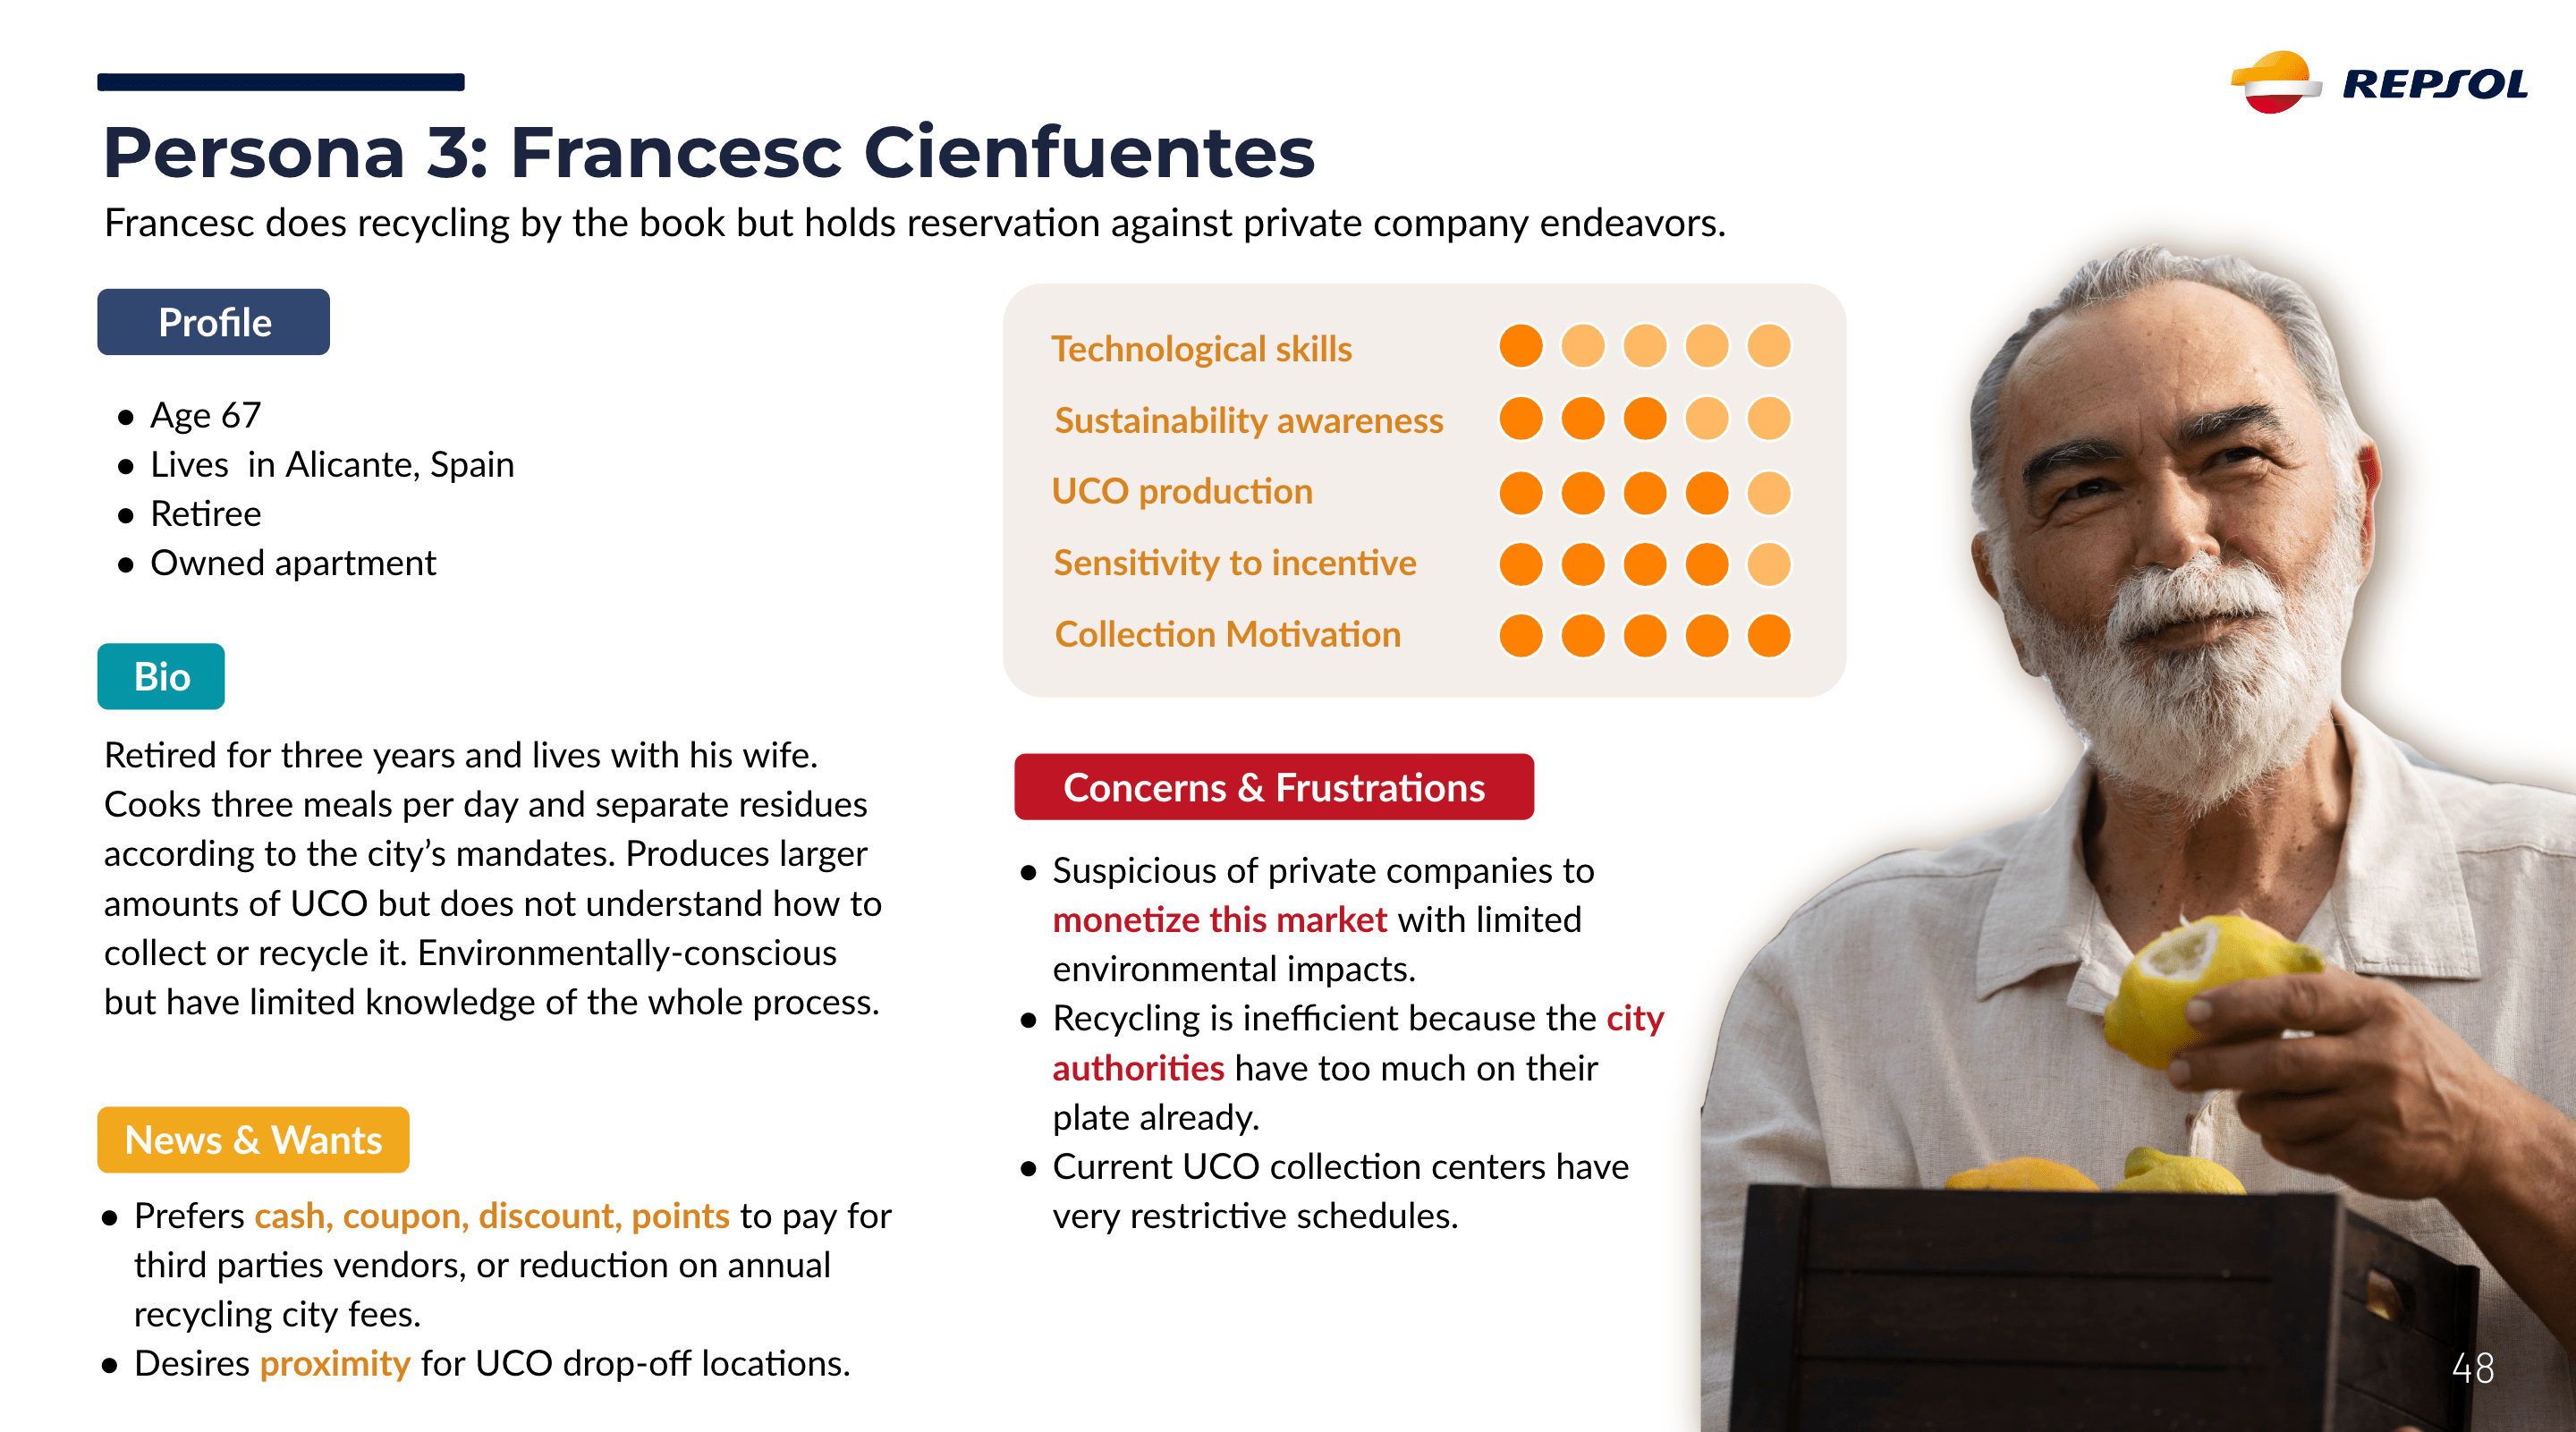 REPSOL
Persona 3: Francesc Cienfuentes
Francesc does recycling by the book but holds reservation against private company endeavors.
Profile
● Age 67
● Lives  in Alicante, Spain
● Retiree
● Owned apartment
Bio
Retired for three years and lives with his wife.
Cooks three meals per day and separate residues
according to the city’s mandates. Produces larger
amounts of UCO but does not understand how to
collect or recycle it. Environmentally-conscious
but have limited knowledge of the whole process.
News & Wants
● Prefers cash, coupon, discount, points to pay for
third parties vendors, or reduction on annual
recycling city fees.
● Desires proximity for UCO drop-off locations.
Technological skills
Sustainability awareness
UCO production
Sensitivity to incentive
Collection Motivation
Concerns & Frustrations
● Suspicious of private companies to
monetize this market with limited
environmental impacts.
● Recycling is inefficient because the city
authorities have too much on their
plate already.
● Current UCO collection centers have
very restrictive schedules.
48